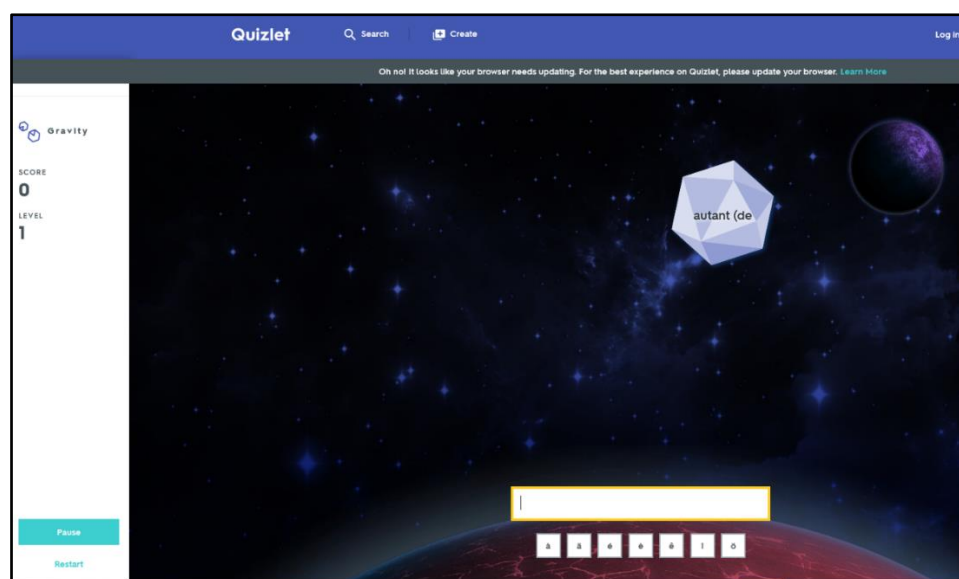 Quizlet
Search
Create
Log in
Oh no! It looks like your browser needs updating. For the best experience on Quizlet, please update your browser. Learn More
Gravity
SCORE
0
LEVEL
1
autant (de
Pause
Restart